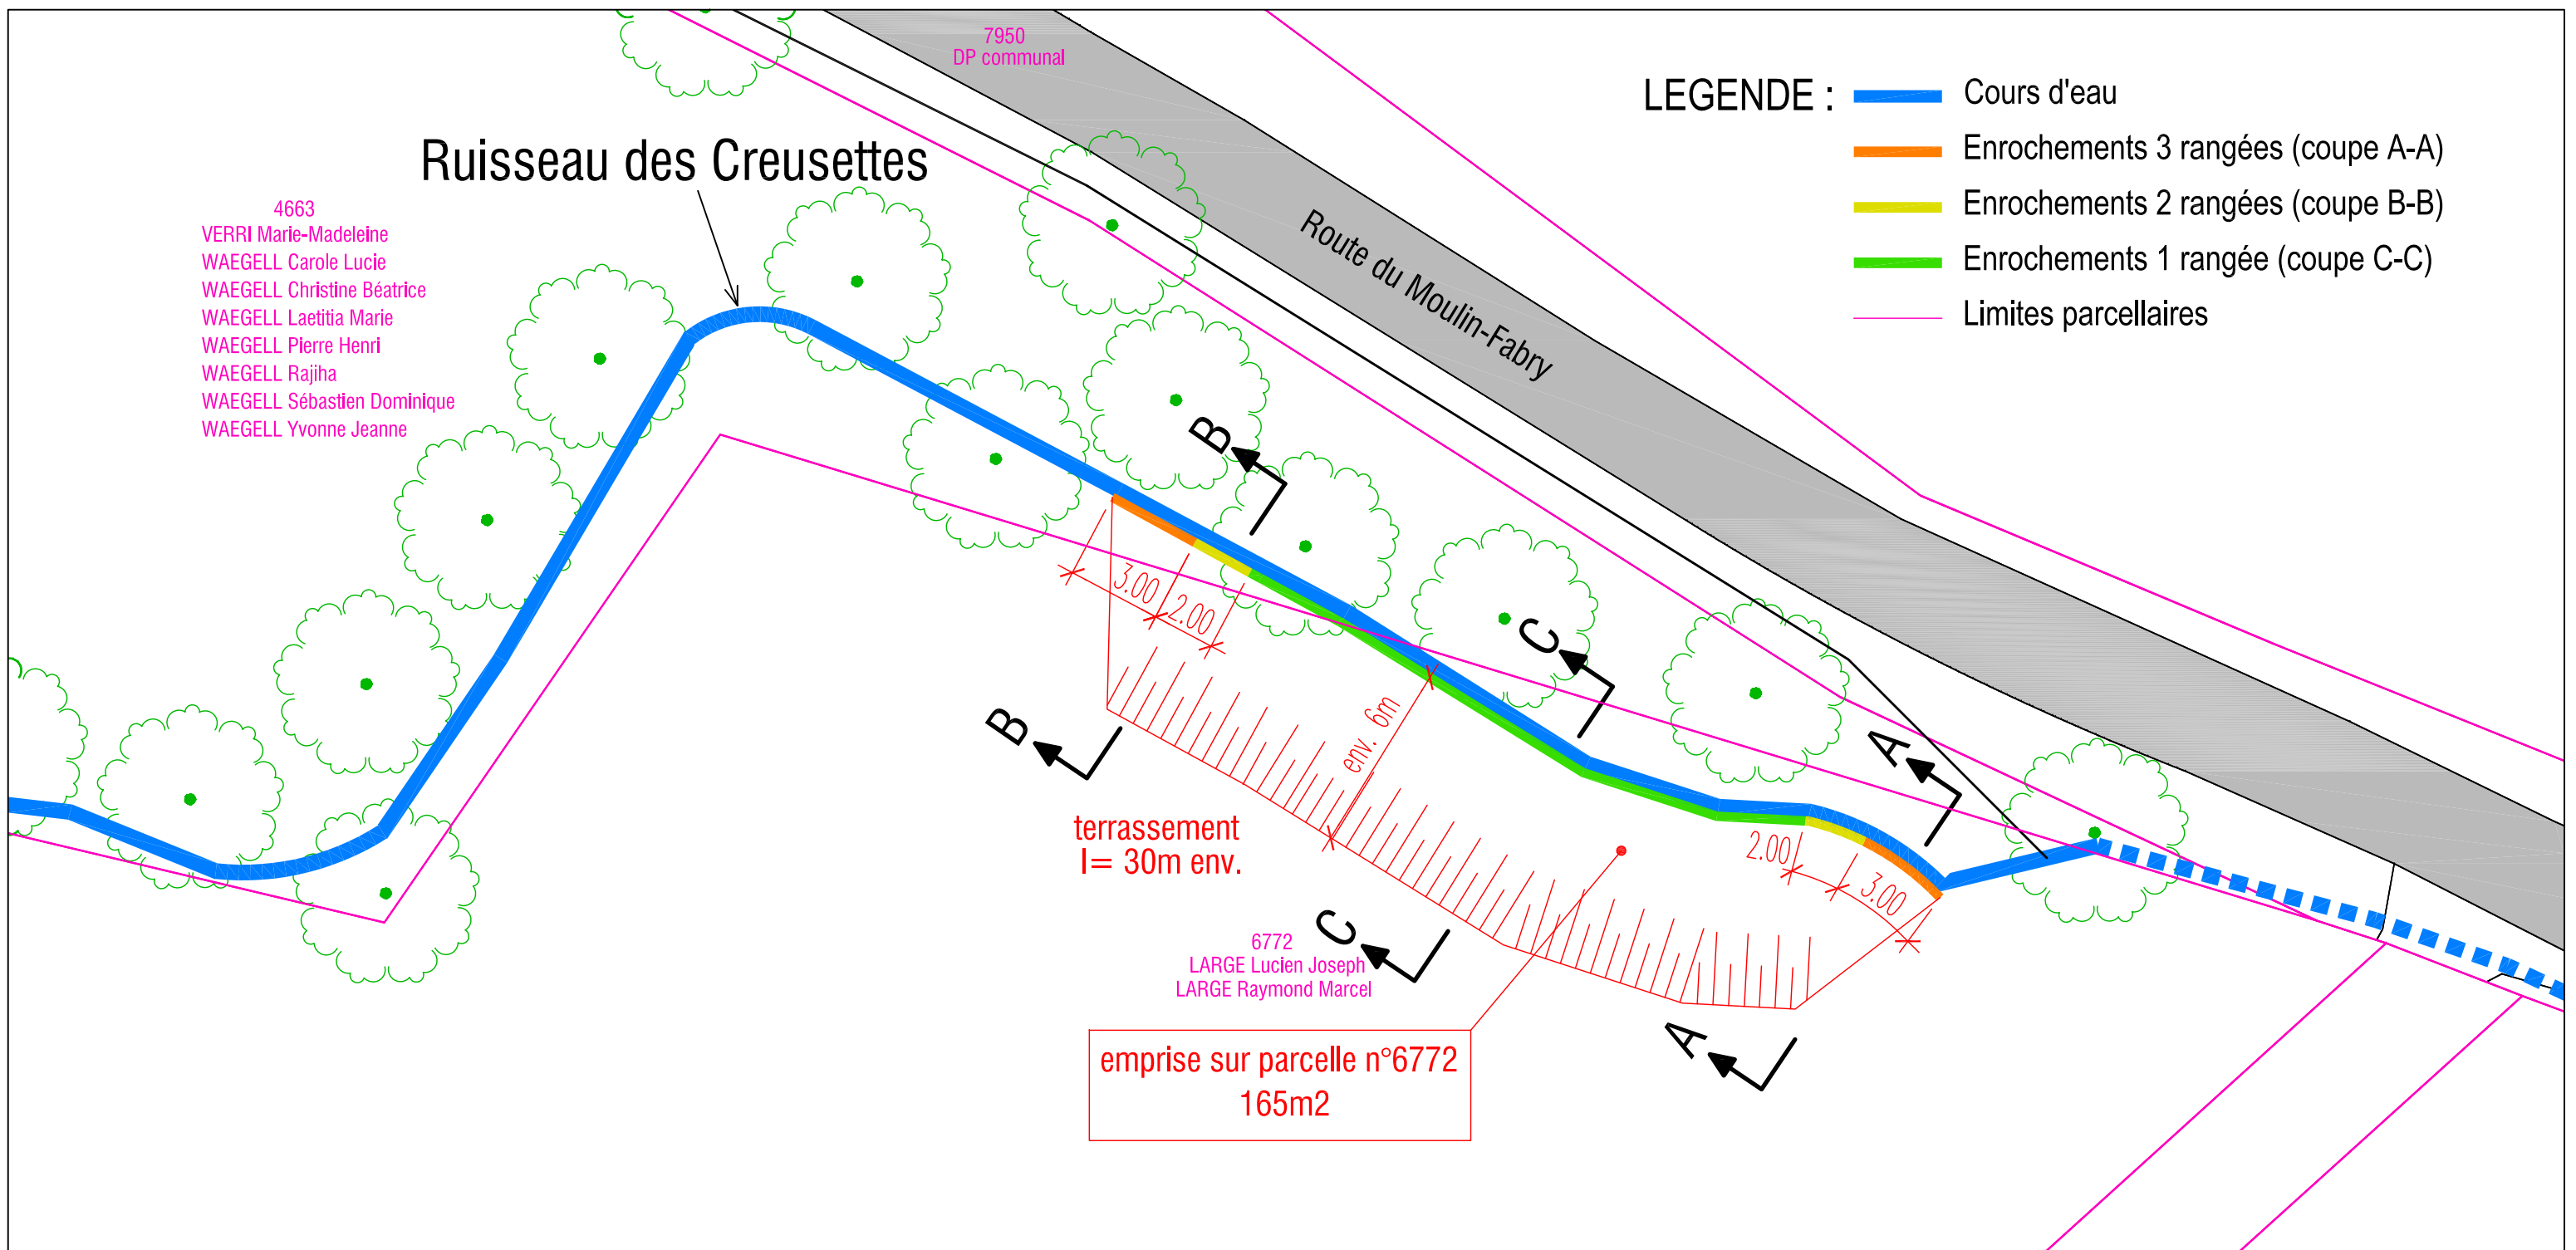 7950
DP communal
LEGENDE :
Cours d'eau
Enrochements 3 rangées (coupe A-A)
Enrochements 2 rangées (coupe B-B)
Enrochements 1 rangée (coupe C-C)
Limites parcellaires
Ruisseau des Creusettes
4663
VERRI Marie-Madeleine
WAEGELL Carole Lucie
WAEGELL Christine Béatrice
WAEGELL Laetitia Marie
WAEGELL Pierre Henri
WAEGELL Rajiha
WAEGELL Sébastien Dominique
WAEGELL Yvonne Jeanne
Route du Moulin-Fabry
B
3.00
2.00
C
env. 6m
B
A
terrassement
l= 30m env.
2.00
3.00
C
6772
LARGE Lucien Joseph
LARGE Raymond Marcel
A
emprise sur parcelle n°6772
165m2